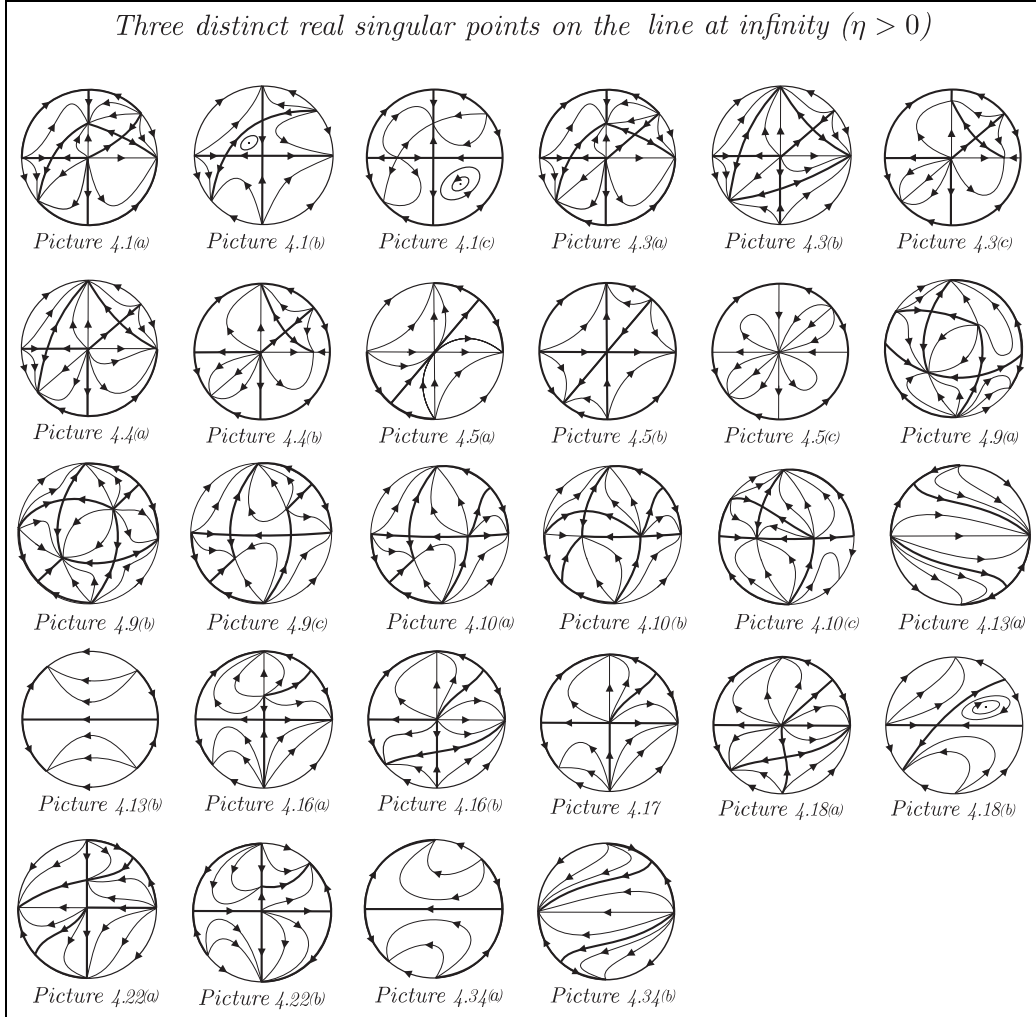 Three distinct real singular points on the line at infinity (η > 0)
Picture 4.1(a) Picture 4.1(b) Picture 4.1(c) Picture 4.3(a) Picture 4.3(b) Picture 4.3(c)
Picture 4.4(a) Picture 4.4(b) Picture 4.5(a) Picture 4.5(b) Picture 4.5(c) Picture 4.9(a)
Picture 4.9(b) Picture 4.9(c) Picture 4.10(a) Picture 4.10(b) Picture 4.10(c) Picture 4.13(a)
Picture 4.13(b) Picture 4.16(a) Picture 4.16(b) Picture 4.17 Picture 4.18(a) Picture 4.18(b)
Picture 4.22(a) Picture 4.22(b) Picture 4.34(a) Picture 4.34(b)